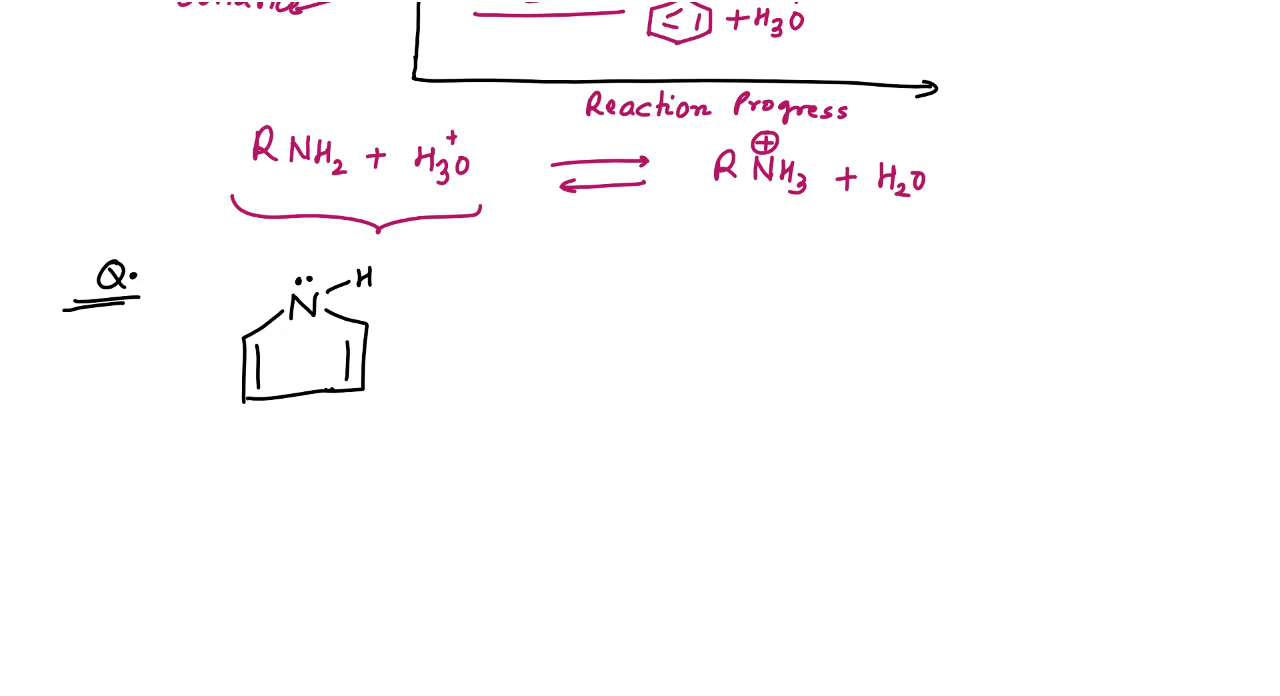 + H3O
Reaction Progress
RNH2 + H3O+ ⇌ RNH3⊕ + H2O
Q.
N-H